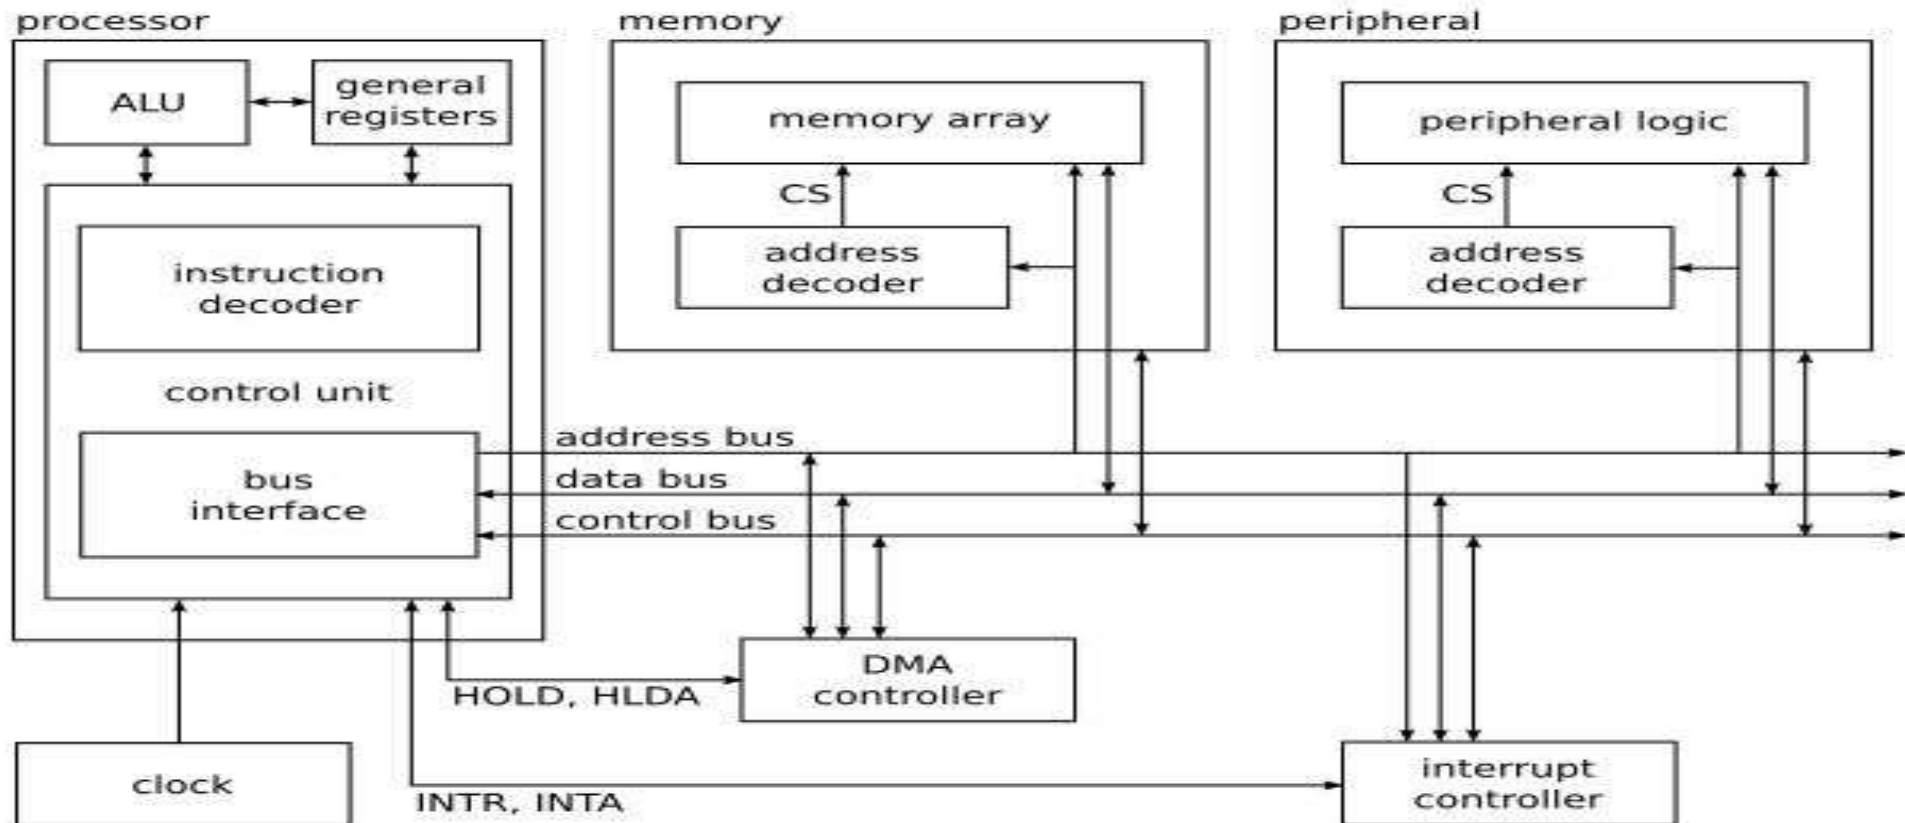 processor
memory
peripheral
ALU
general
registers
memory array
peripheral logic
CS
CS
instruction
decoder
address
decoder
address
decoder
control unit
address bus
bus
interface
data bus
control bus
DMA
controller
HOLD, HLDA
clock
INTR, INTA
interrupt
controller